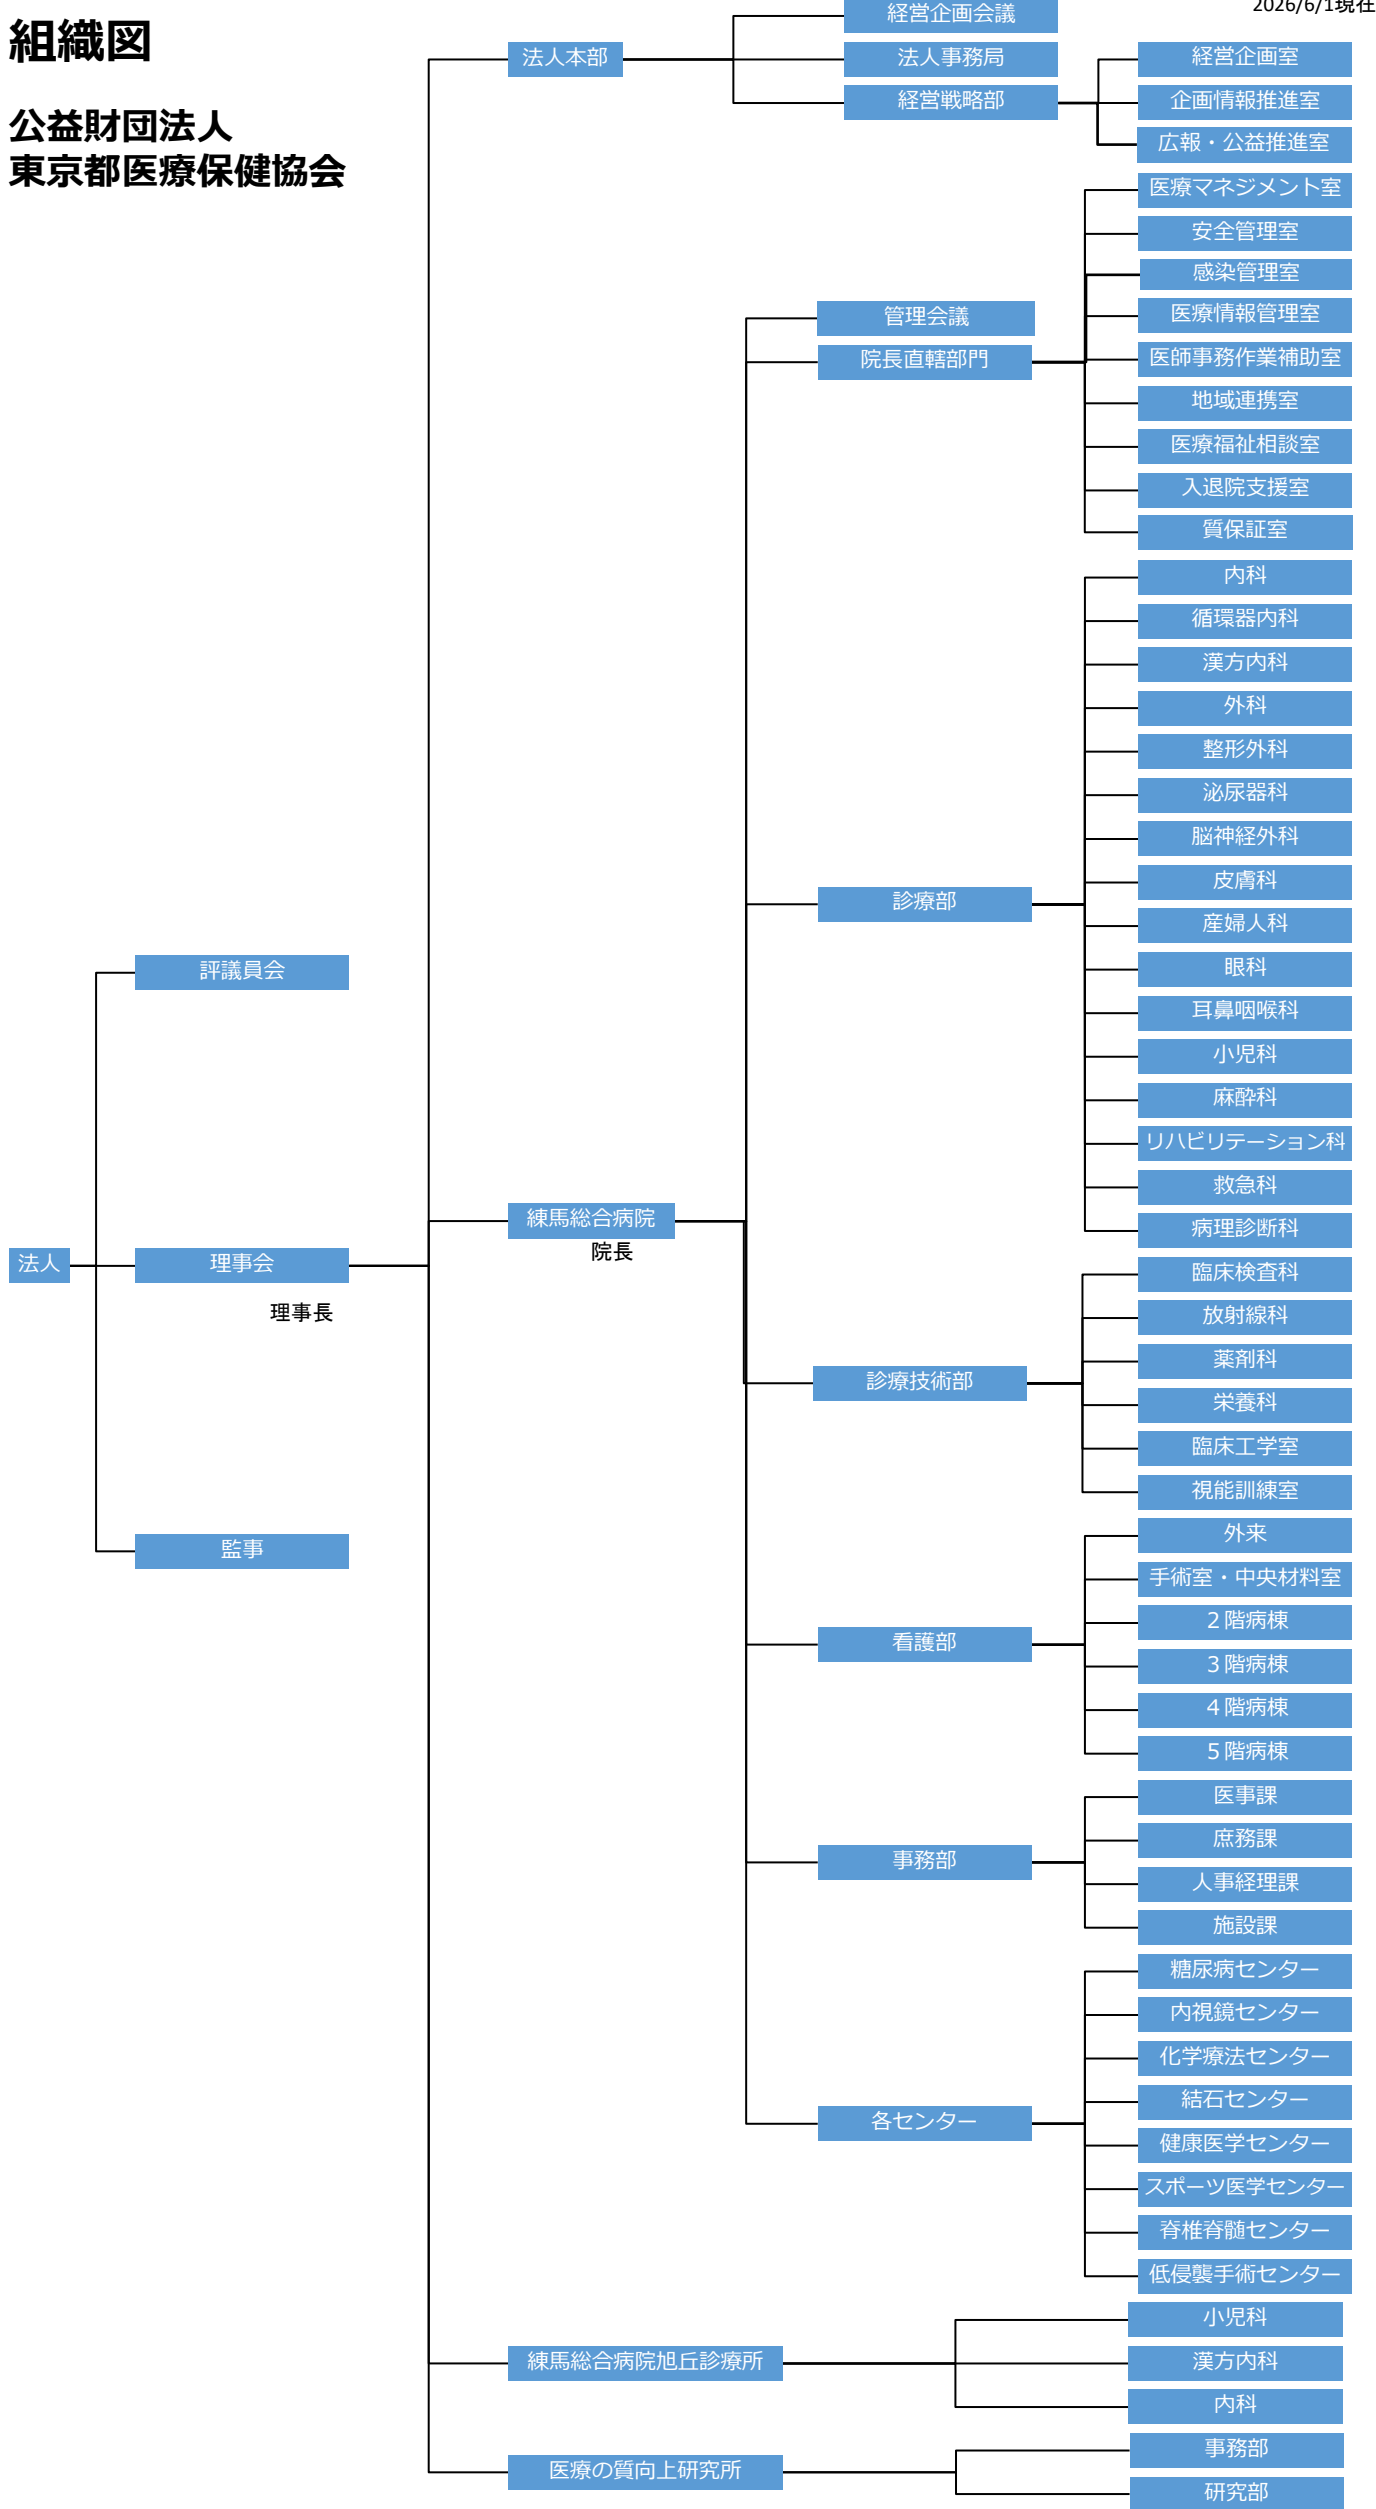 2026/6/1現在
組織図
公益財団法人
東京都医療保健協会
法人
評議員会
理事会
理事長
監事
法人本部
経営企画会議
法人事務局
経営戦略部
経営企画室
企画情報推進室
広報・公益推進室
練馬総合病院
院長
管理会議
院長直轄部門
医療マネジメント室
安全管理室
感染管理室
医療情報管理室
医師事務作業補助室
地域連携室
医療福祉相談室
入退院支援室
質保証室
診療部
内科
循環器内科
漢方内科
外科
整形外科
泌尿器科
脳神経外科
皮膚科
産婦人科
眼科
耳鼻咽喉科
小児科
麻酔科
リハビリテーション科
救急科
病理診断科
診療技術部
臨床検査科
放射線科
薬剤科
栄養科
臨床工学室
視能訓練室
看護部
外来
手術室・中央材料室
２階病棟
３階病棟
４階病棟
５階病棟
事務部
医事課
庶務課
人事経理課
施設課
各センター
糖尿病センター
内視鏡センター
化学療法センター
結石センター
健康医学センター
スポーツ医学センター
脊椎脊髄センター
低侵襲手術センター
練馬総合病院旭丘診療所
小児科
漢方内科
内科
医療の質向上研究所
事務部
研究部